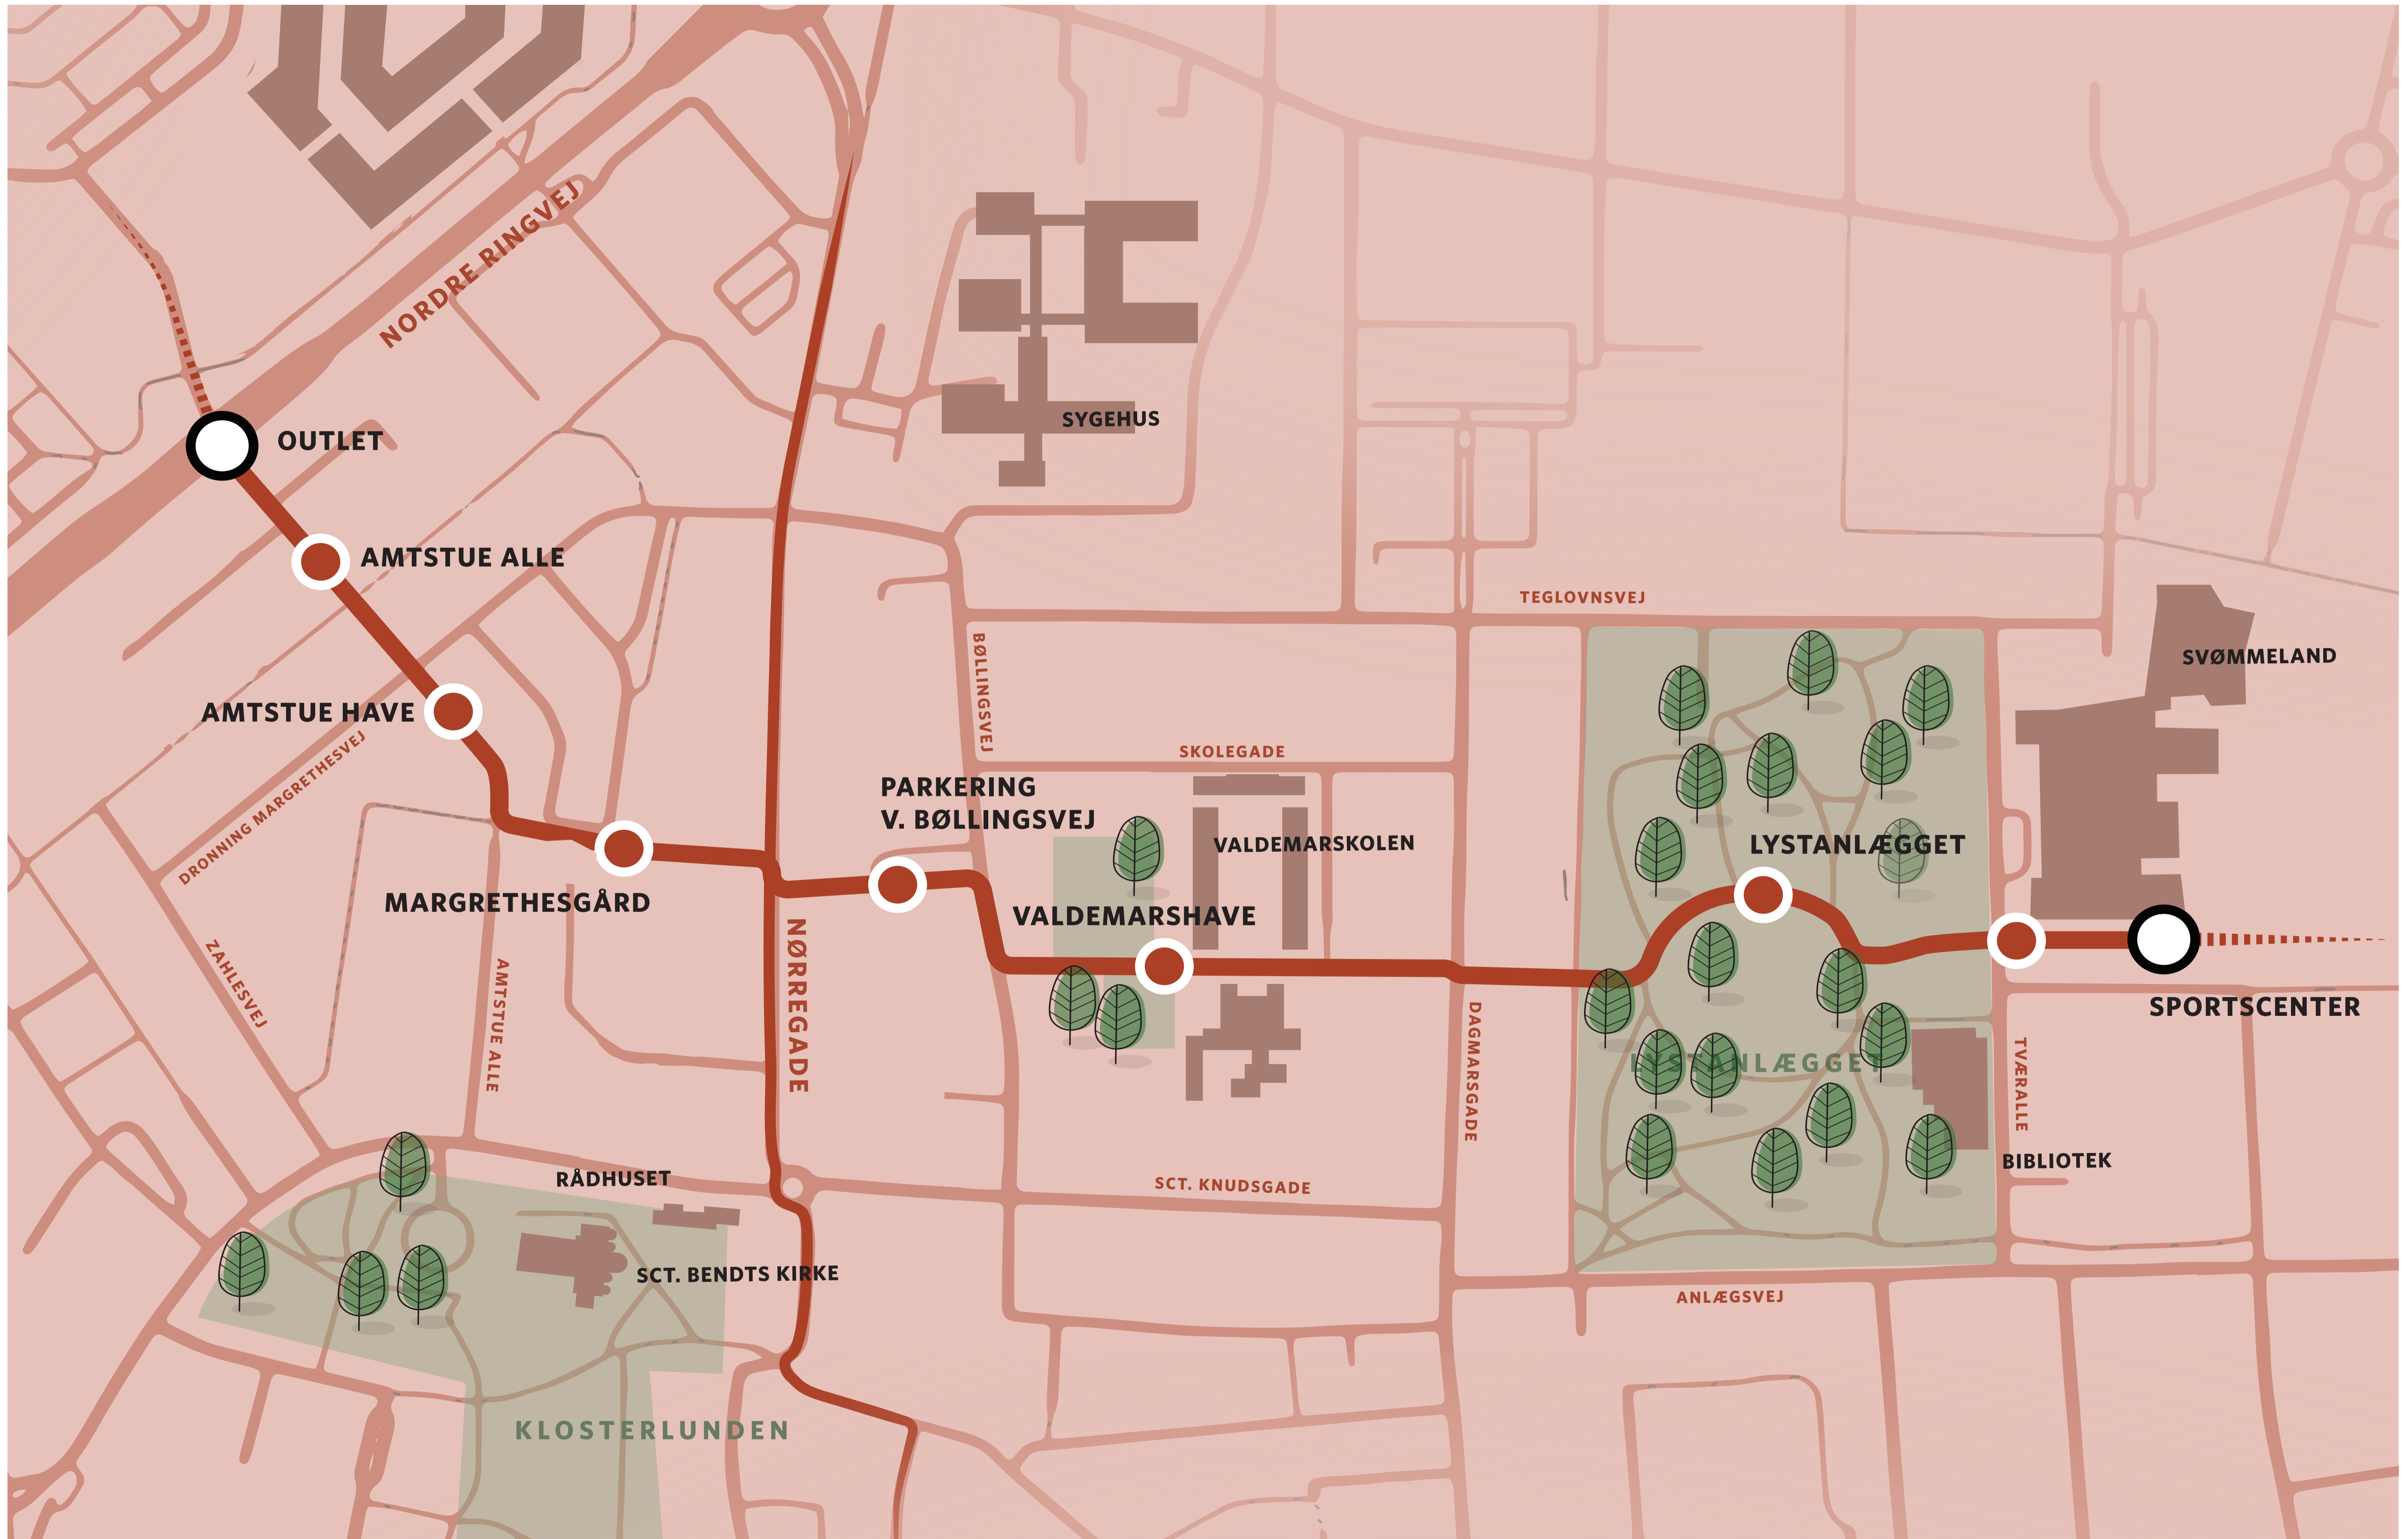 NORDRE RINGVEJ
SYGEHUS
OUTLET
AMTSTUE ALLE
TEGLOVNSVEJ
BØLLINGSVEJ
SVØMMELAND
AMTSTUE HAVE
DRONNING MARGRETHESVEJ
SKOLEGADE
PARKERING
V. BØLLINGSVEJ
VALDEMARSKOLEN
LYSTANLÆGGET
MARGRETHESGÅRD
VALDEMARSHAVE
ZAHLESVEJ
AMTSTUE ALLE
NØRREGADE
DAGMARSGADE
SPORTSCENTER
LYSTANLÆGGET
TVÆRALLE
BIBLIOTEK
RÅDHUSET
SCT. KNUDSGADE
SCT. BENDTS KIRKE
ANLÆGSVEJ
KLOSTERLUNDEN